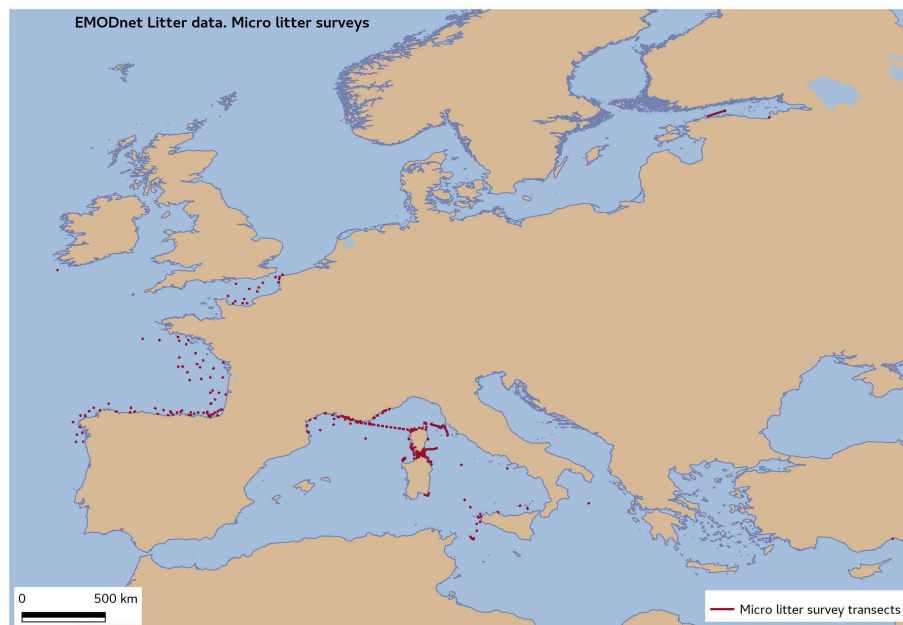 EMODnet Litter data. Micro litter surveys
0 500 km
Micro litter survey transects